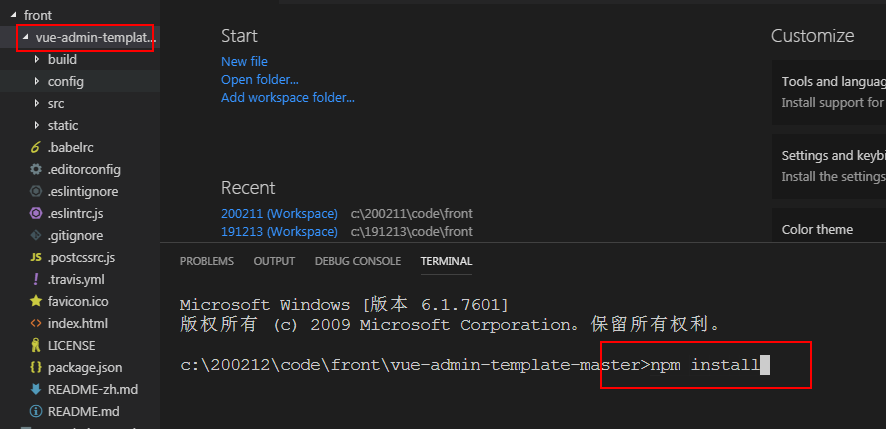 front
vue-admin-templat...
build
config
src
static
.babelrc
.editorconfig
.eslintignore
.eslintrc.js
.gitignore
.postcssrc.js
.travis.yml
favicon.ico
index.html
LICENSE
package.json
README-zh.md
README.md
Start
New file
Open folder...
Add workspace folder...
Recent
200211 (Workspace) c:\200211\code\front
191213 (Workspace) c:\191213\code\front
Customize
Tools and languag
Install support for
Settings and keybi
Install the settings
Color theme
PROBLEMS OUTPUT DEBUG CONSOLE TERMINAL
Microsoft Windows [版本 6.1.7601]
版权所有 (c) 2009 Microsoft Corporation。保留所有权利。
c:\200212\code\front\vue-admin-template-master>npm install